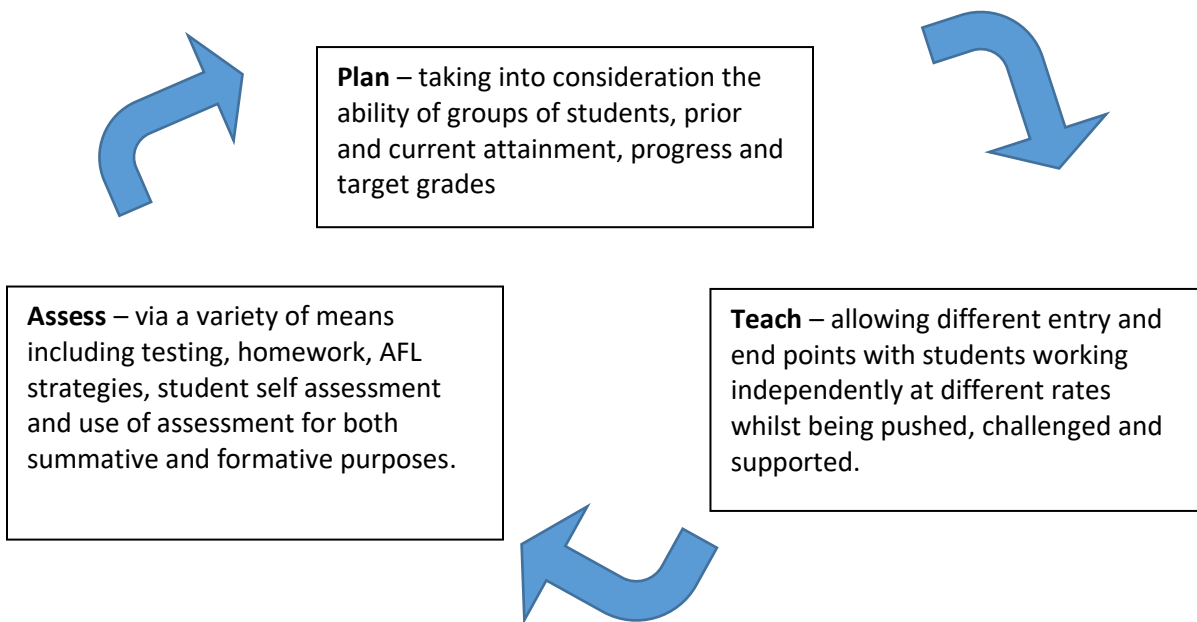 Plan – taking into consideration the
ability of groups of students, prior
and current attainment, progress and
target grades
Assess – via a variety of means
including testing, homework, AFL
strategies, student self assessment
and use of assessment for both
summative and formative purposes.
Teach – allowing different entry and
end points with students working
independently at different rates
whilst being pushed, challenged and
supported.